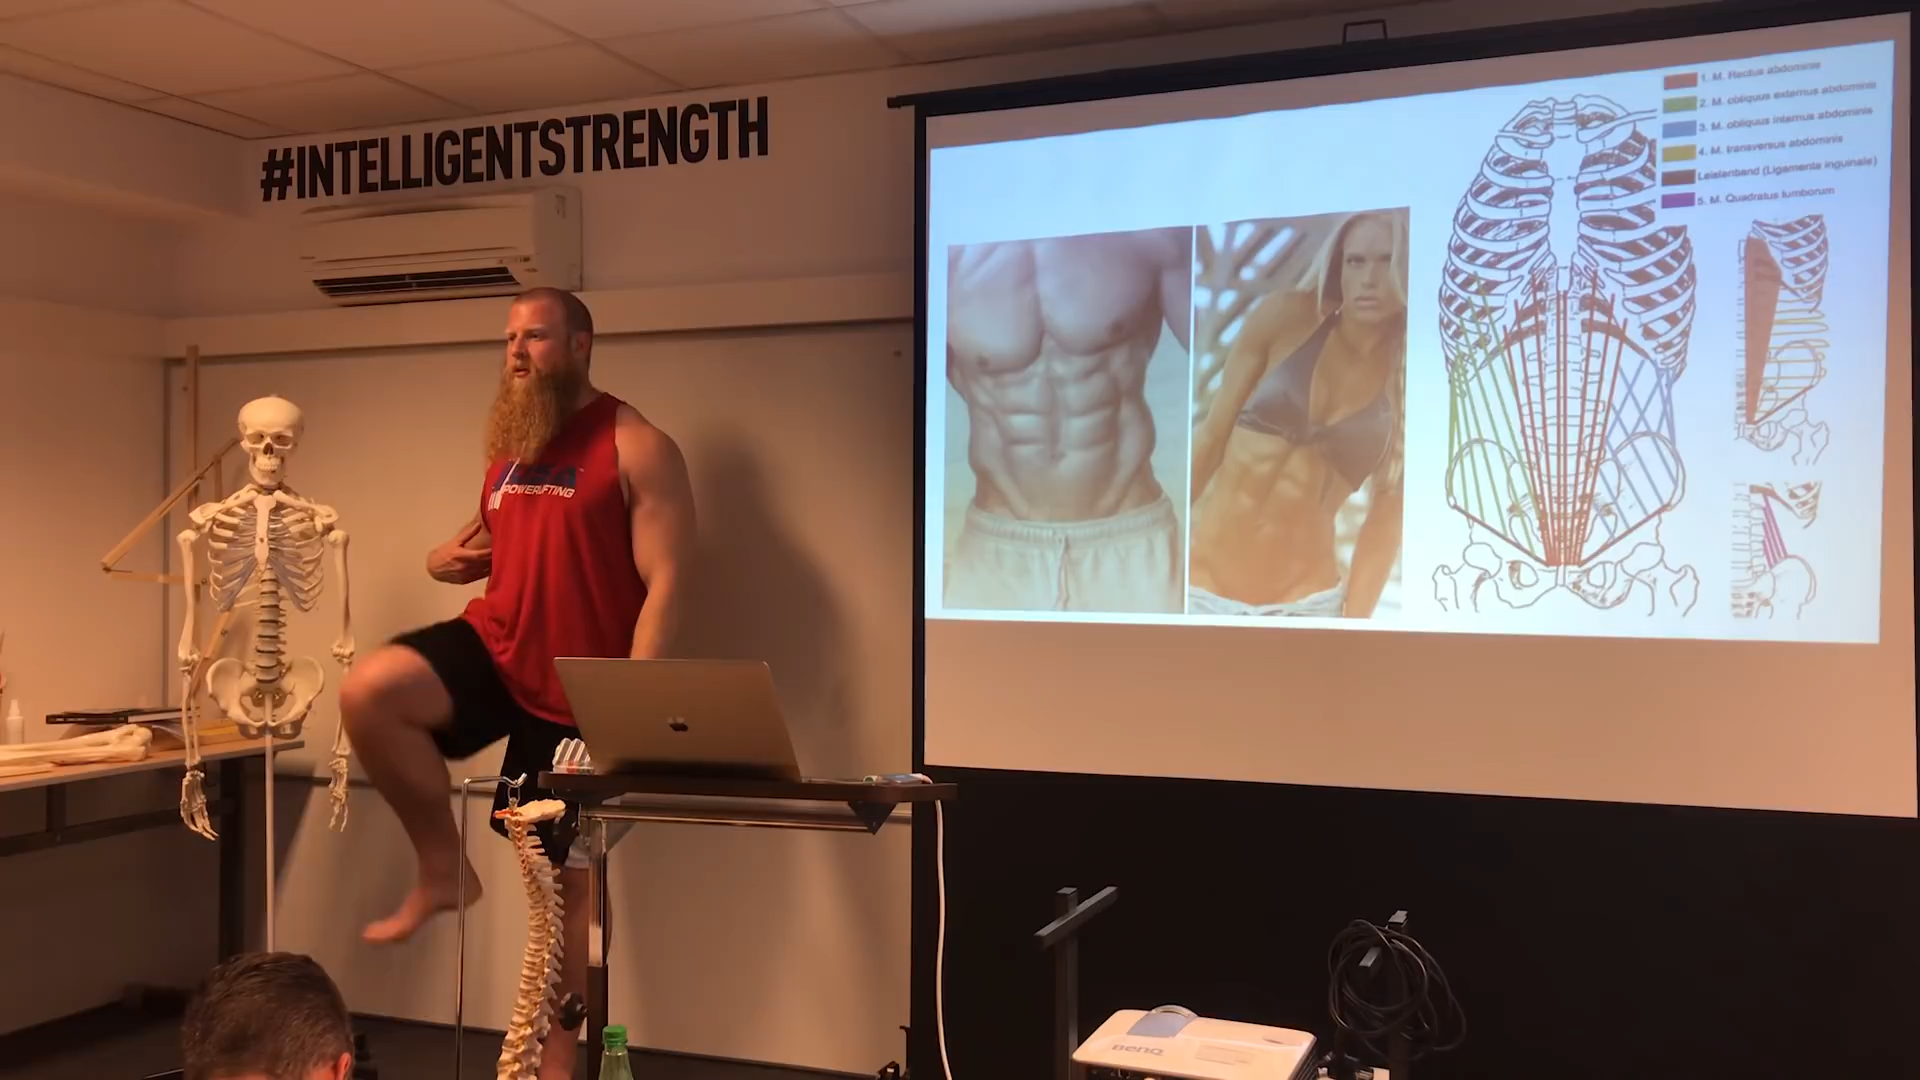 #INTELLIGENTSTRENGTH
1. M. Rectus abdominis
2. M. obliquus externus abdominis
3. M. obliquus internus abdominis
4. M. transversus abdominis
Leistenband (Ligamenta inguinale)
5. M. Quadratus lumborum
POWERLIFTING
BENQ